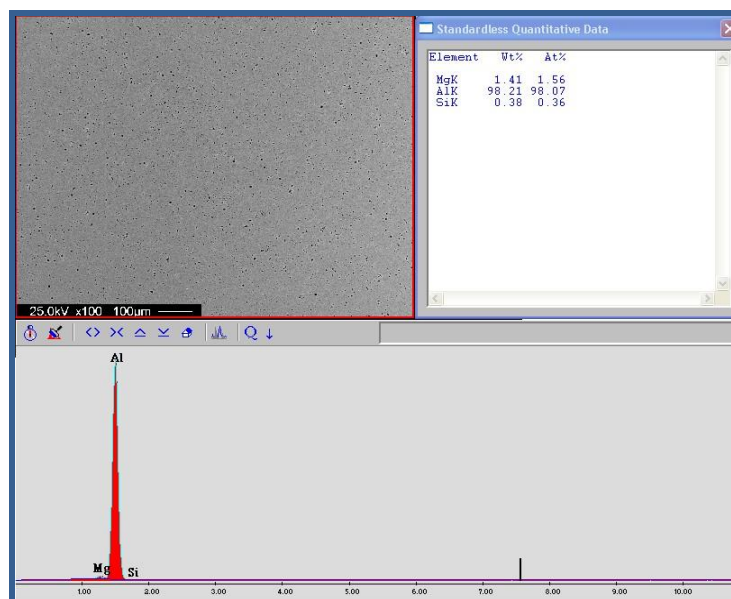 Standardless Quantitative Data
Element Wt% At%
MgK 1.41 1.56
AlK 98.21 98.07
SiK 0.38 0.36
25.0kV x100 100µm
Q
Al
Mg
Si
1.00 2.00 3.00 4.00 5.00 6.00 7.00 8.00 9.00 10.00